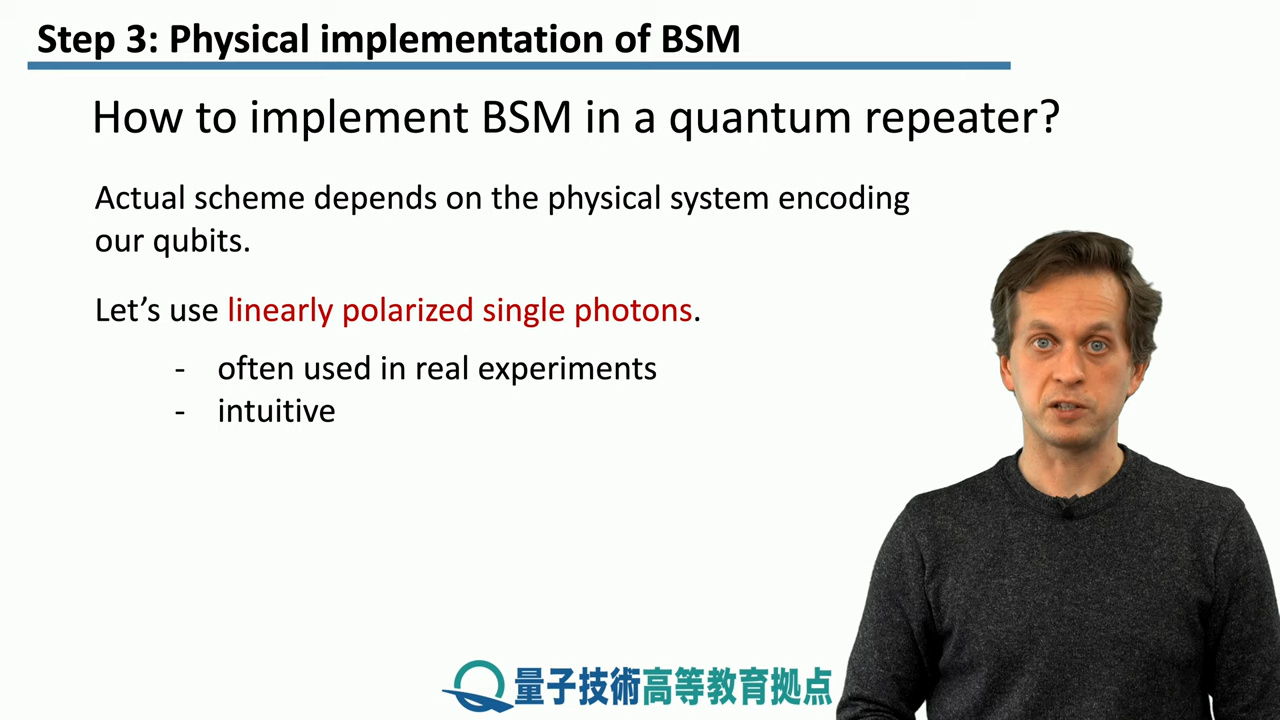 Step 3: Physical implementation of BSM
How to implement BSM in a quantum repeater?
Actual scheme depends on the physical system encoding
our qubits.
Let’s use linearly polarized single photons.
- often used in real experiments
- intuitive
量子技術高等教育拠点